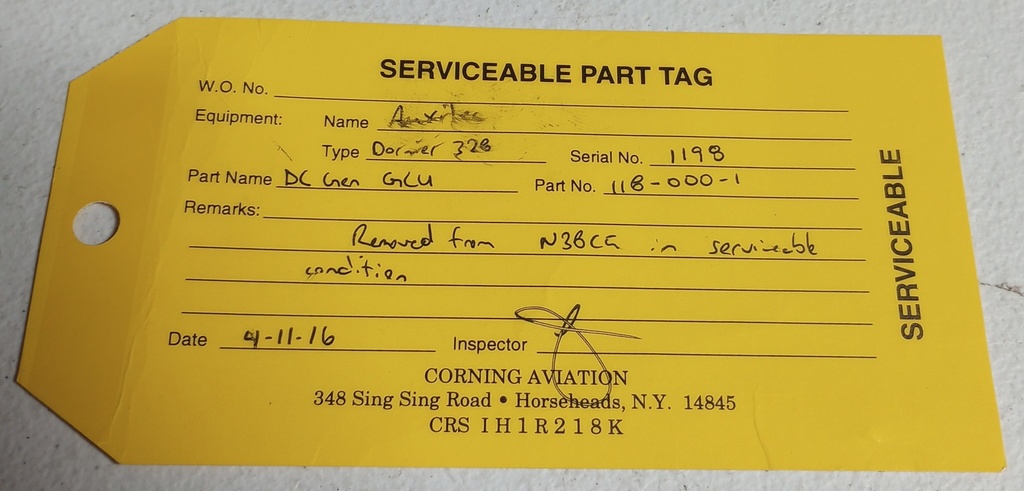 SERVICEABLE PART TAG
W.O. No.
Equipment: Name Auxilec
Type Dornier 328 Serial No. 1198
Part Name DC Gen GCU Part No. 118-000-1
Remarks:
Removed from N38CG in serviceable
condition
Date 4-11-16 Inspector
CORNING AVIATION
348 Sing Sing Road • Horseheads, N.Y. 14845
CRS IH1R218K
SERVICEABLE